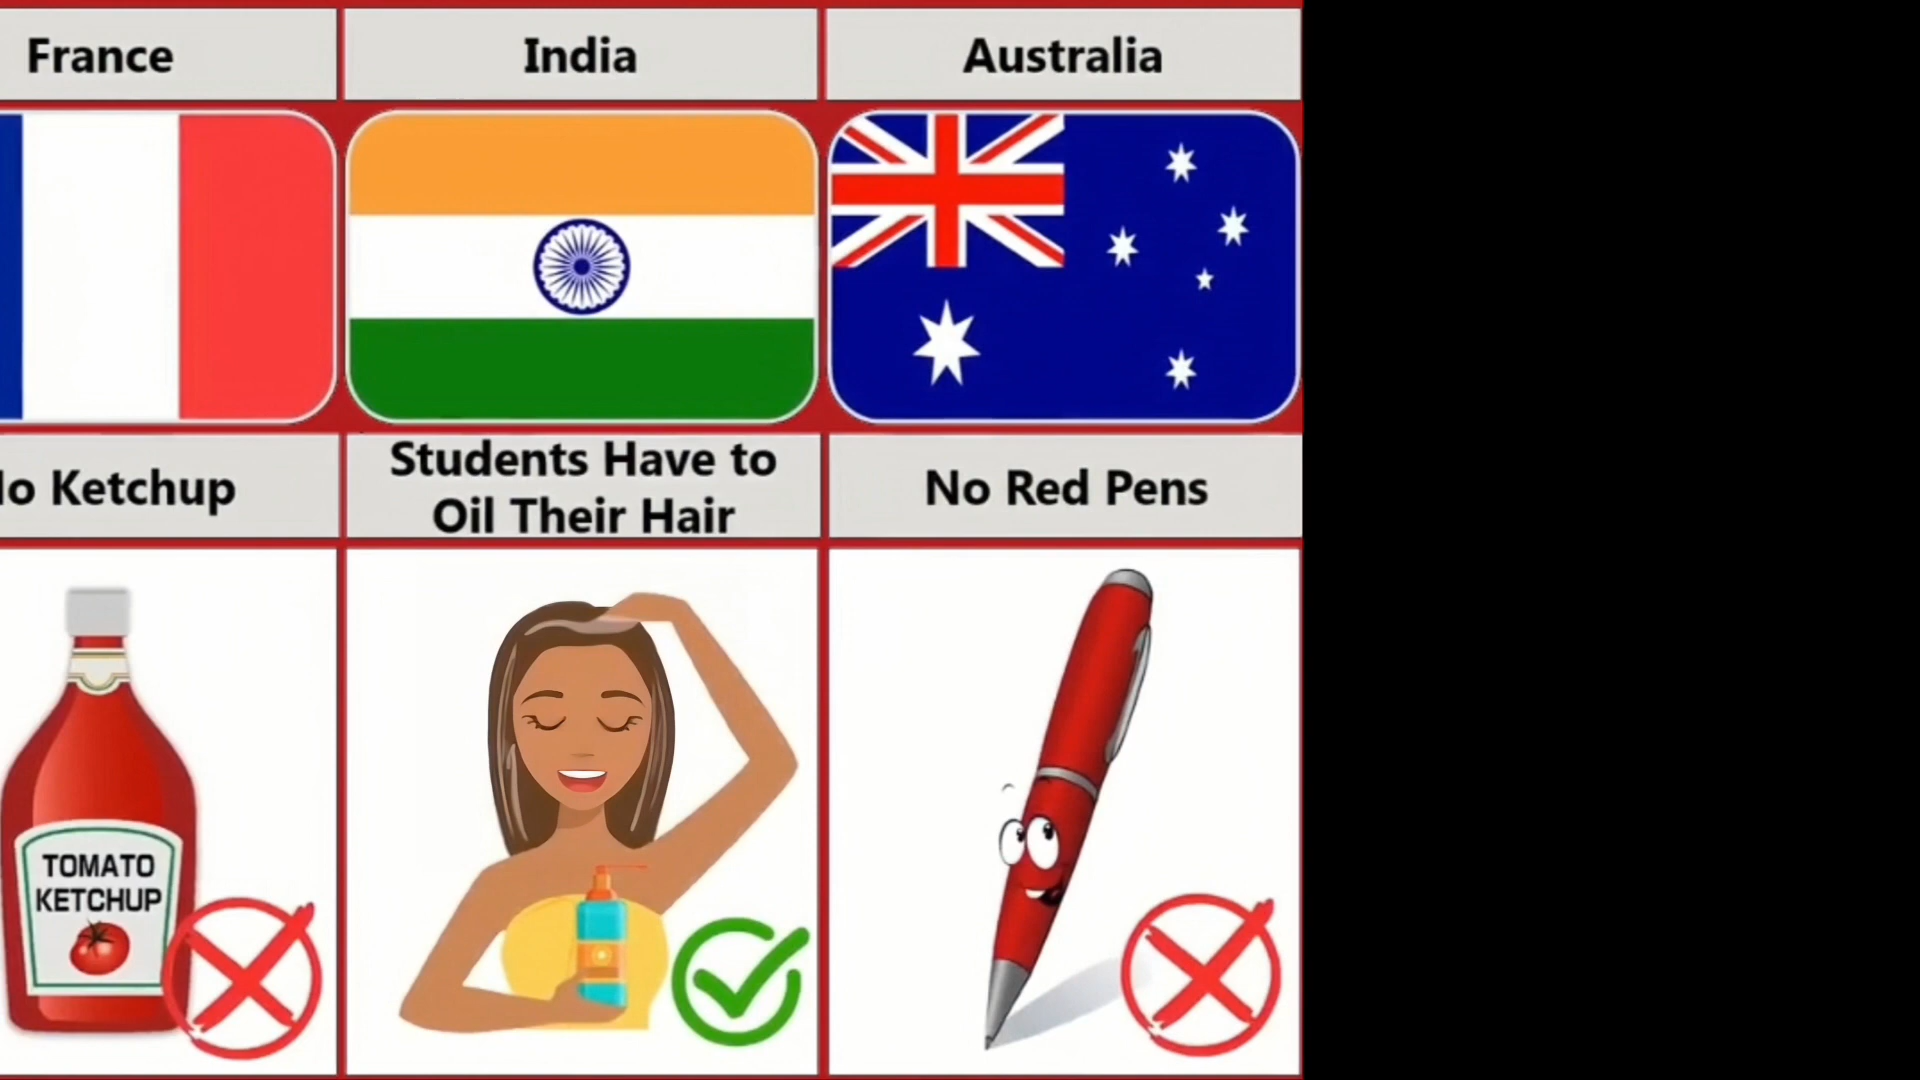 France
India
Australia
lo Ketchup
Students Have to
Oil Their Hair
No Red Pens
TOMATO
KETCHUP